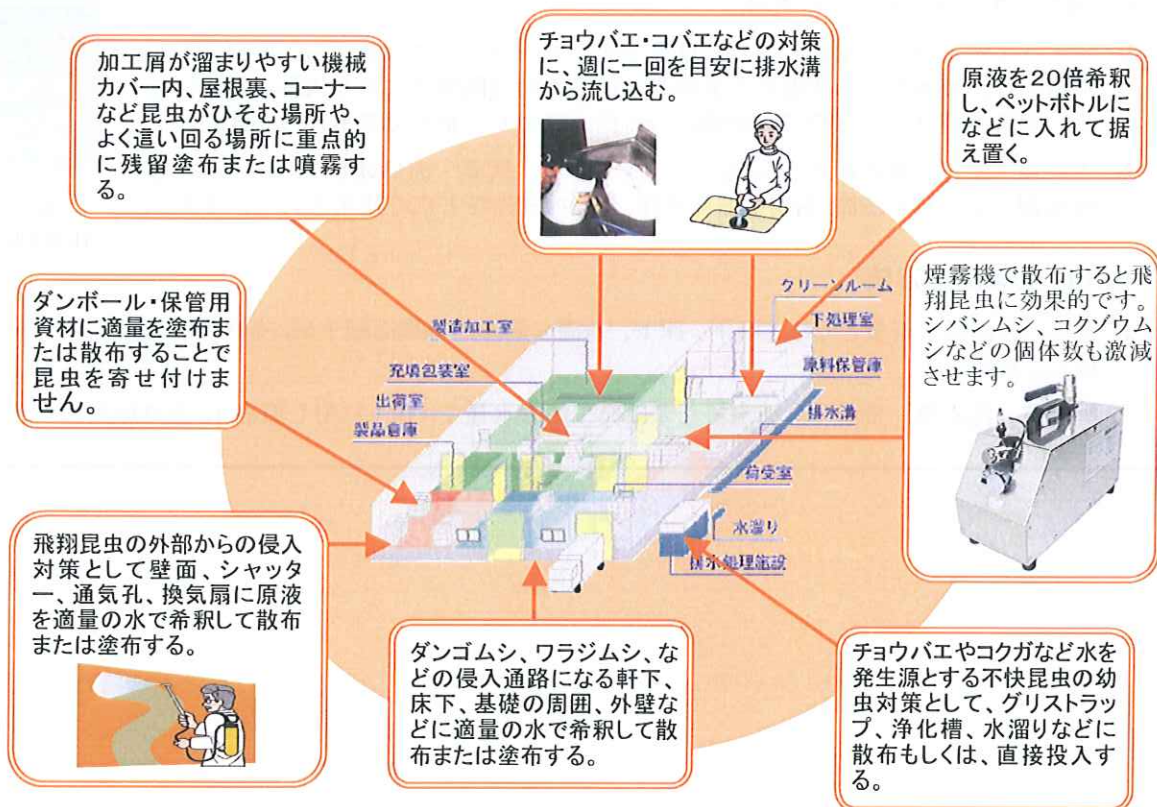 加工屑が溜まりやすい機械
カバー内、屋根裏、コーナー
など昆虫がひそむ場所や、
よく這い回る場所に重点的
に残留塗布または噴霧す
る。
チョウバエ・コバエなどの対策
に、週に一回を目安に排水溝
から流し込む。
原液を20倍希釈
し、ペットボトルに
などに入れて据
え置く。
ダンボール・保管用
資材に適量を塗布ま
たは散布することで
昆虫を寄せ付けま
せん。
煙霧機で散布すると飛
翔昆虫に効果的です。
シバンムシ、コクゾウム
シなどの個体数も激減
させます。
クリーンルーム
下処理室
製造加工室
原料保管庫
充填包装室
出荷室
排水溝
製品倉庫
荷受室
水溜り
排水処理施設
飛翔昆虫の外部からの侵入
対策として壁面、シャッタ
ー、通気孔、換気扇に原液
を適量の水で希釈して散布
または塗布する。
ダンゴムシ、ワラジムシ、な
どの侵入通路になる軒下、
床下、基礎の周囲、外壁な
どに適量の水で希釈して散
布または塗布する。
チョウバエやコクガなど水を
発生源とする不快昆虫の幼
虫対策として、グリストラッ
プ、浄化槽、水溜りなどに
散布もしくは、直接投入す
る。